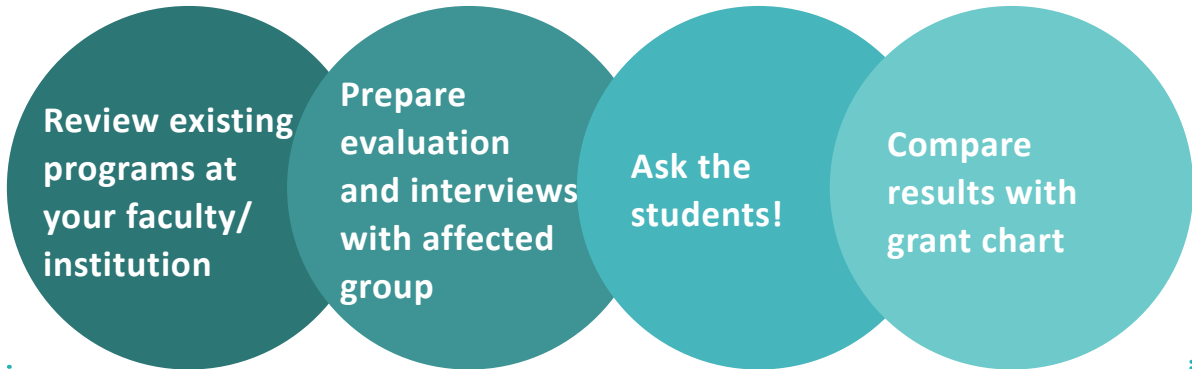 Review existing
programs at
your faculty/
institution
Prepare
evaluation
and interviews
with affected
group
Ask the
students!
Compare
results with
grant chart